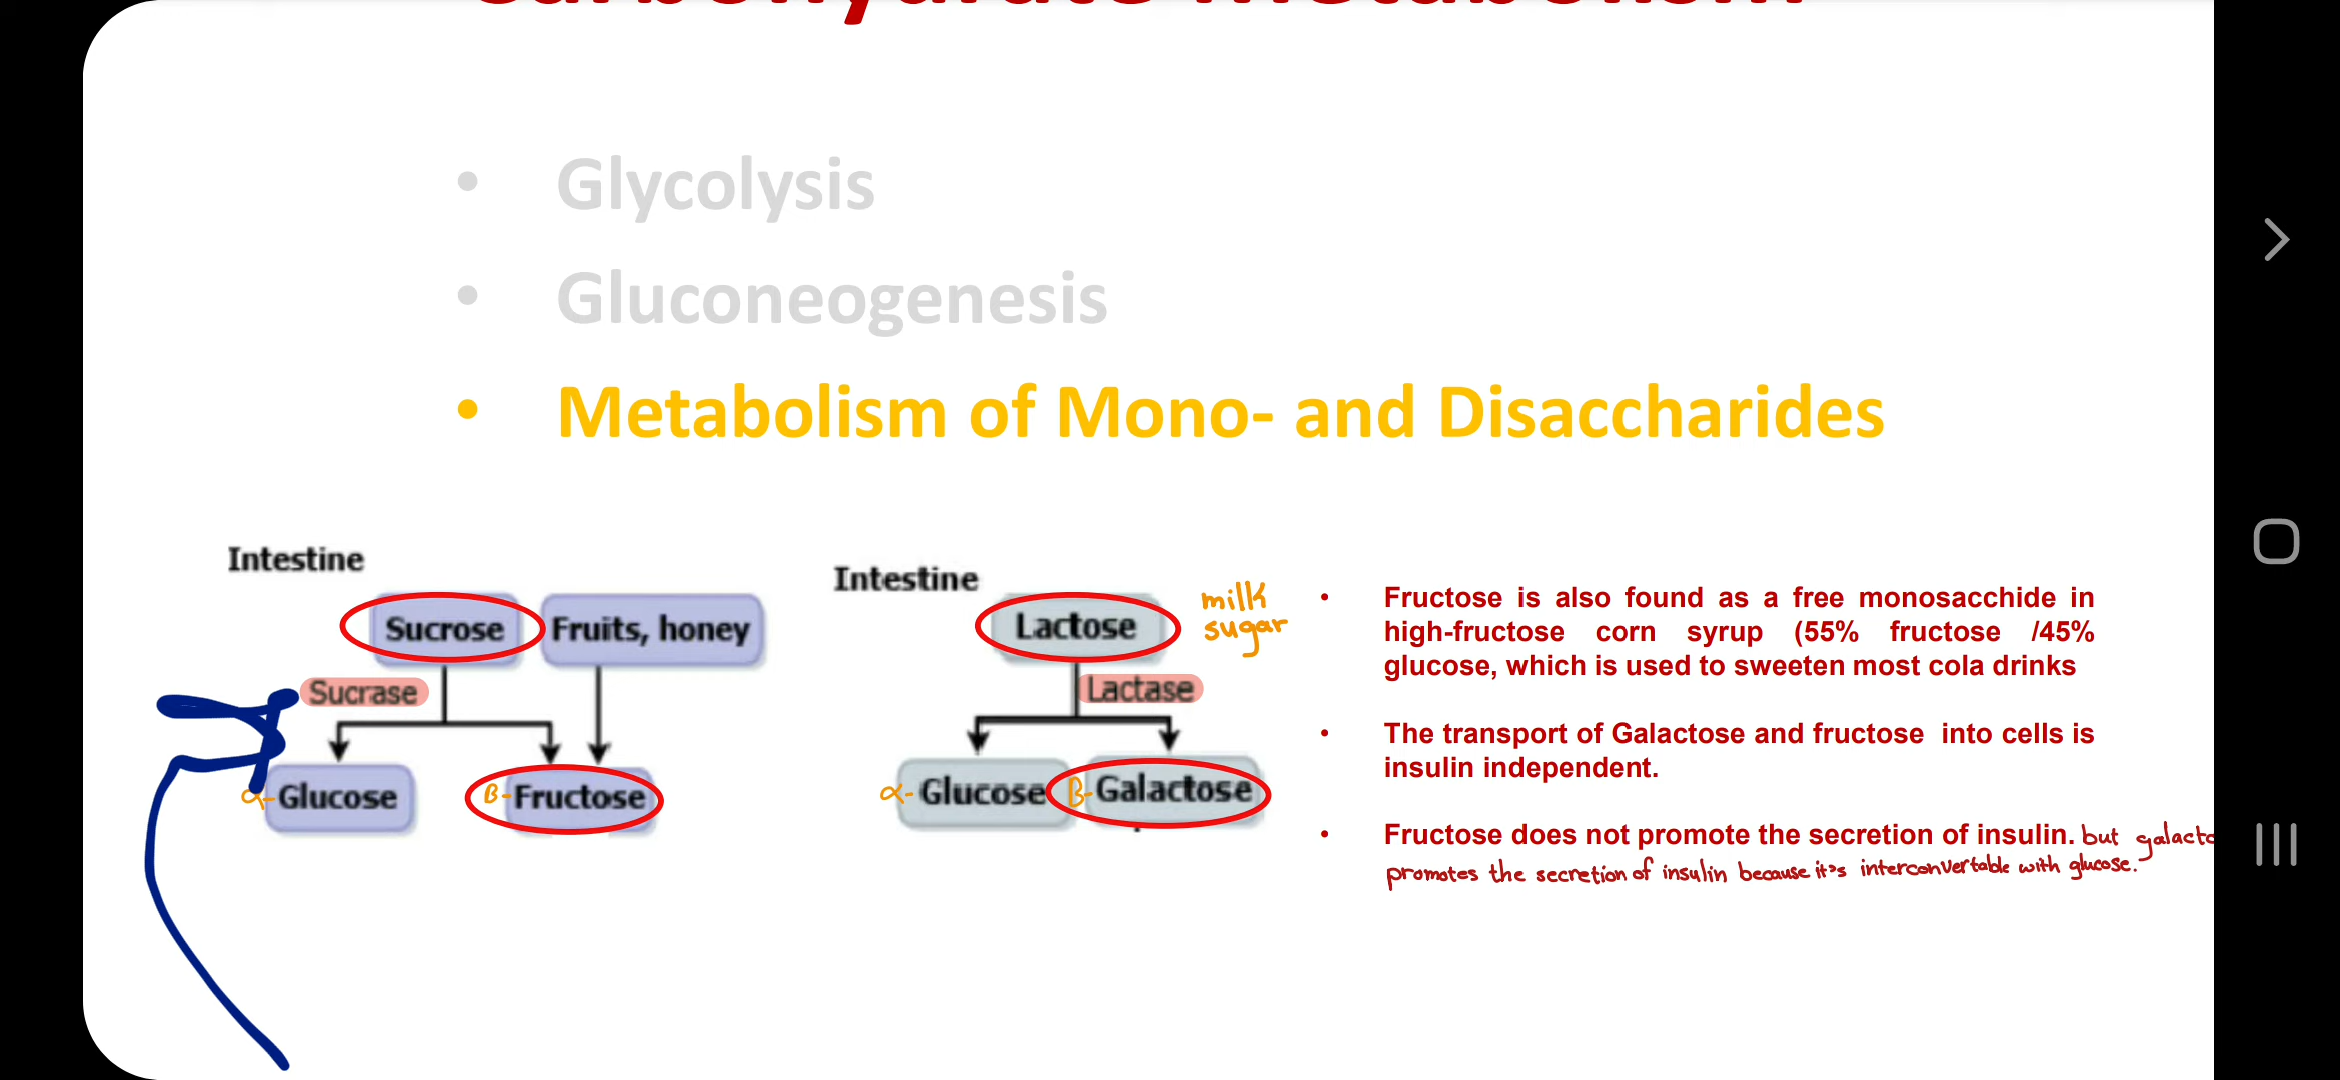 Carbohydrate Metabolism
• Glycolysis
• Gluconeogenesis
• Metabolism of Mono- and Disaccharides
Intestine
Sucrose
Fruits, honey
Sucrase
α- Glucose
β- Fructose
Intestine
Lactose
milk
sugar
Lactase
α- Glucose
β- Galactose
• Fructose is also found as a free monosacchide in
high-fructose corn syrup (55% fructose /45%
glucose, which is used to sweeten most cola drinks
• The transport of Galactose and fructose into cells is
insulin independent.
• Fructose does not promote the secretion of insulin. but galacto
promotes the secretion of insulin because it's interconvertable with glucose.